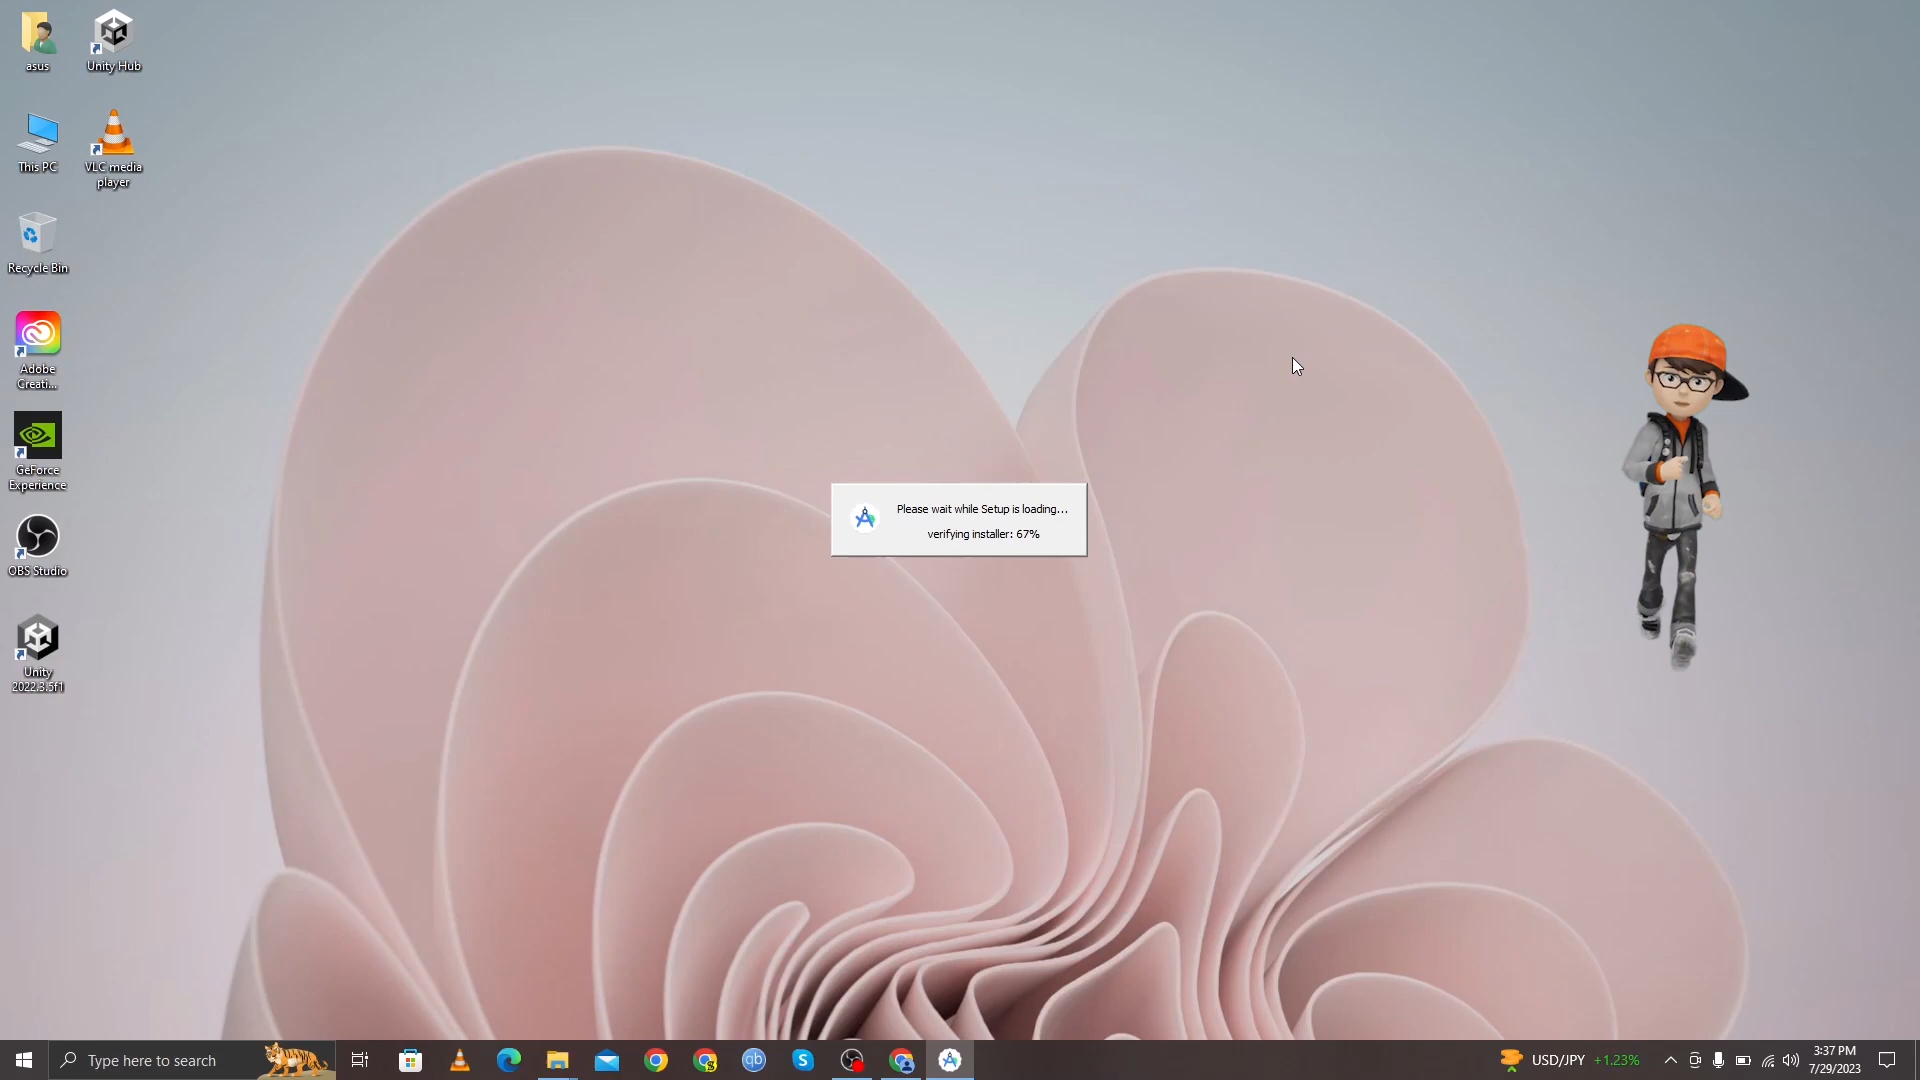 asus
Unity Hub
This PC
VLC media
player
Recycle Bin
Adobe
Creati...
GeForce
Experience
OBS Studio
Unity
2022.3.5f1
Please wait while Setup is loading...
verifying installer: 67%
Type here to search
qb
USD/JPY +1.23%
3:37 PM
7/29/2023